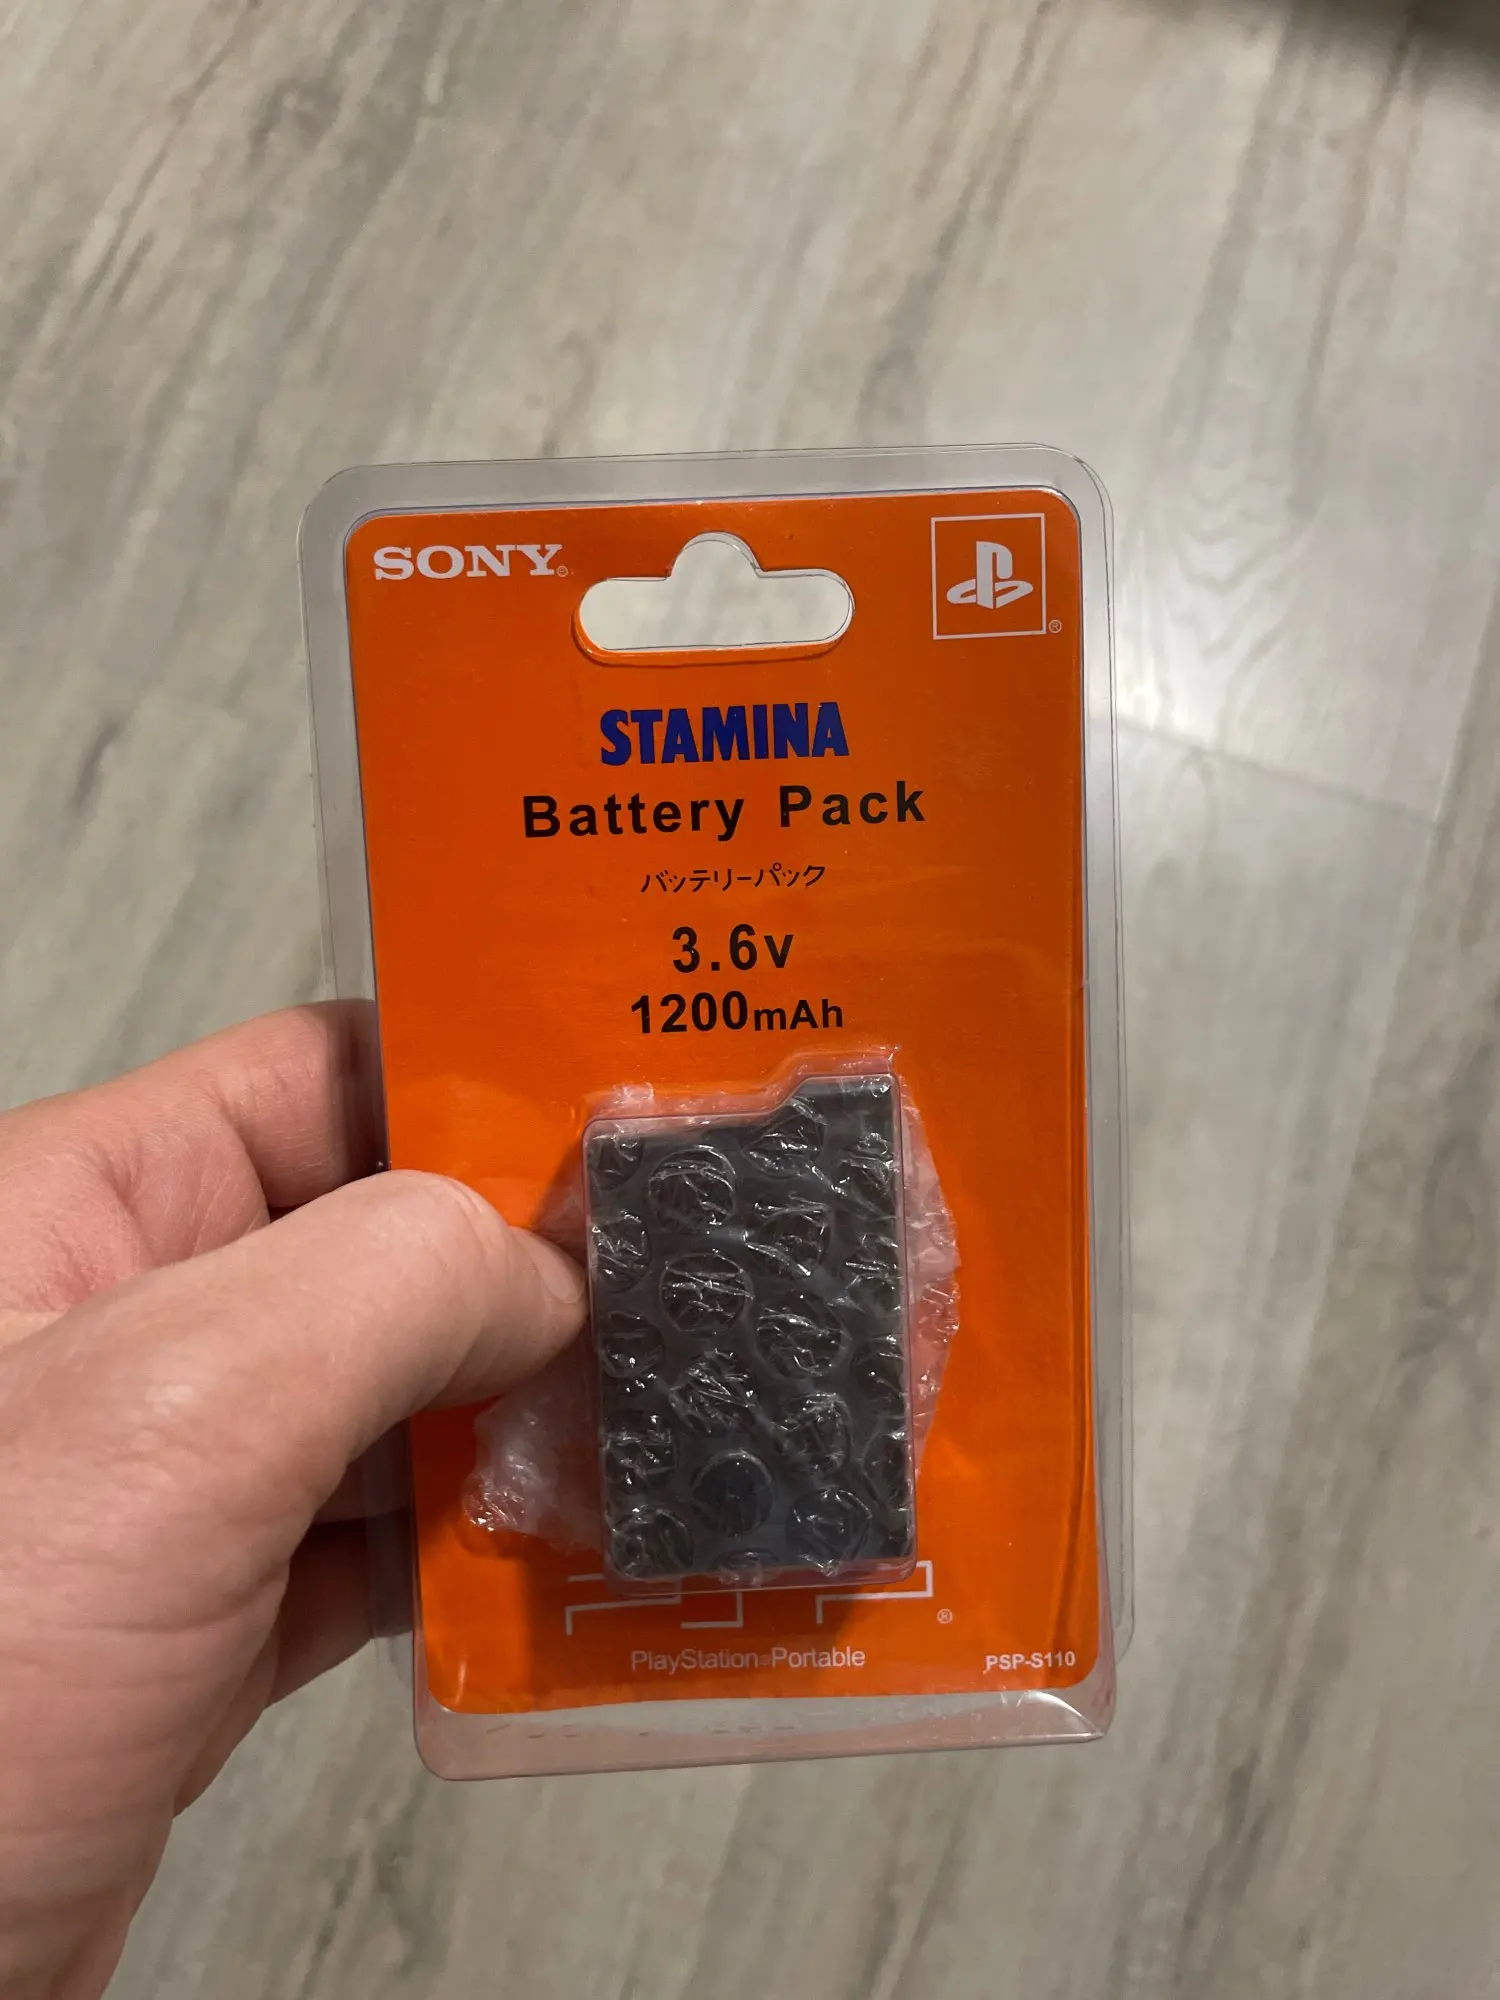 SONY®
®
STAMINA
Battery Pack
バッテリーパック
3.6v
1200mAh
PSP®
PlayStation®Portable
PSP-S110